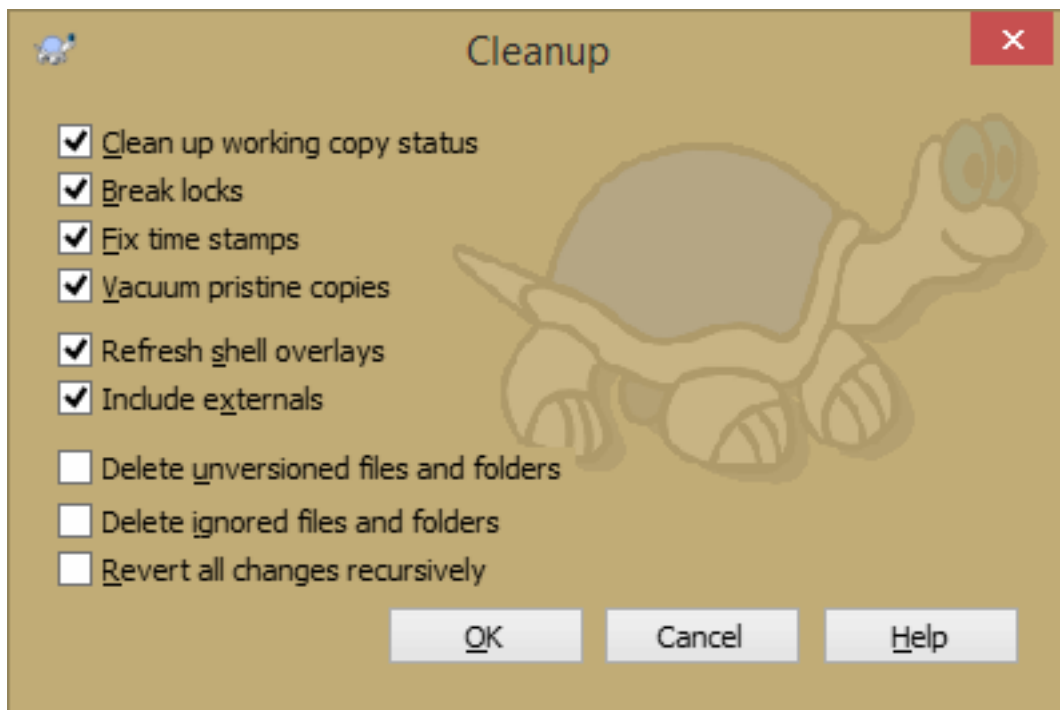 Cleanup
Clean up working copy status
Break locks
Fix time stamps
Vacuum pristine copies
Refresh shell overlays
Include externals
Delete unversioned files and folders
Delete ignored files and folders
Revert all changes recursively
OK Cancel Help